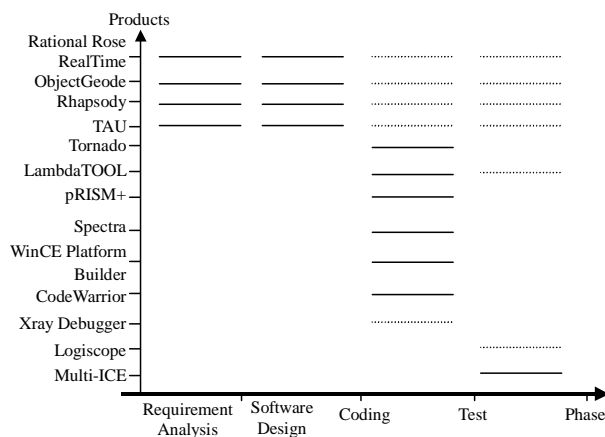 Products
Rational Rose
RealTime
ObjectGeode
Rhapsody
TAU
Tornado
LambdaTOOL
pRISM+
Spectra
WinCE Platform
Builder
CodeWarrior
Xray Debugger
Logiscope
Multi-ICE
Requirement
Analysis
Software
Design
Coding
Test
Phase